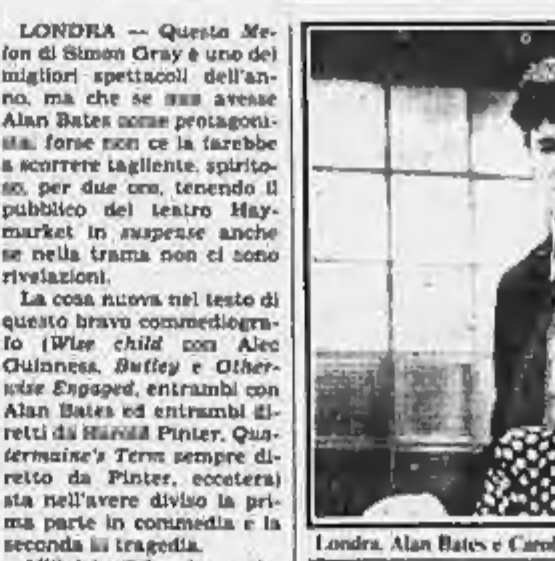 LONDRA — Questo Me-
lon di Simon Gray è uno dei
migliori spettacoli dell'an-
no, ma che se non avesse
Alan Bates come protagoni-
sta, forse non ce la farebbe
a scorrere tagliente, spirito-
so, per due ore, tenendo il
pubblico del teatro Hay-
market in suspense anche
se nella trama non ci sono
rivelazioni.
La cosa nuova nel testo di
questo bravo commediogra-
fo (Wise child con Alec
Guinness, Butley e Other-
wise Engaged, entrambi con
Alan Bates ed entrambi di-
retti da Harold Pinter, Qua-
termaine's Term sempre di-
retto da Pinter, eccetera)
sta nell'avere diviso la pri-
ma parte in commedia e la
seconda in tragedia.
Londra. Alan Bates e Carol